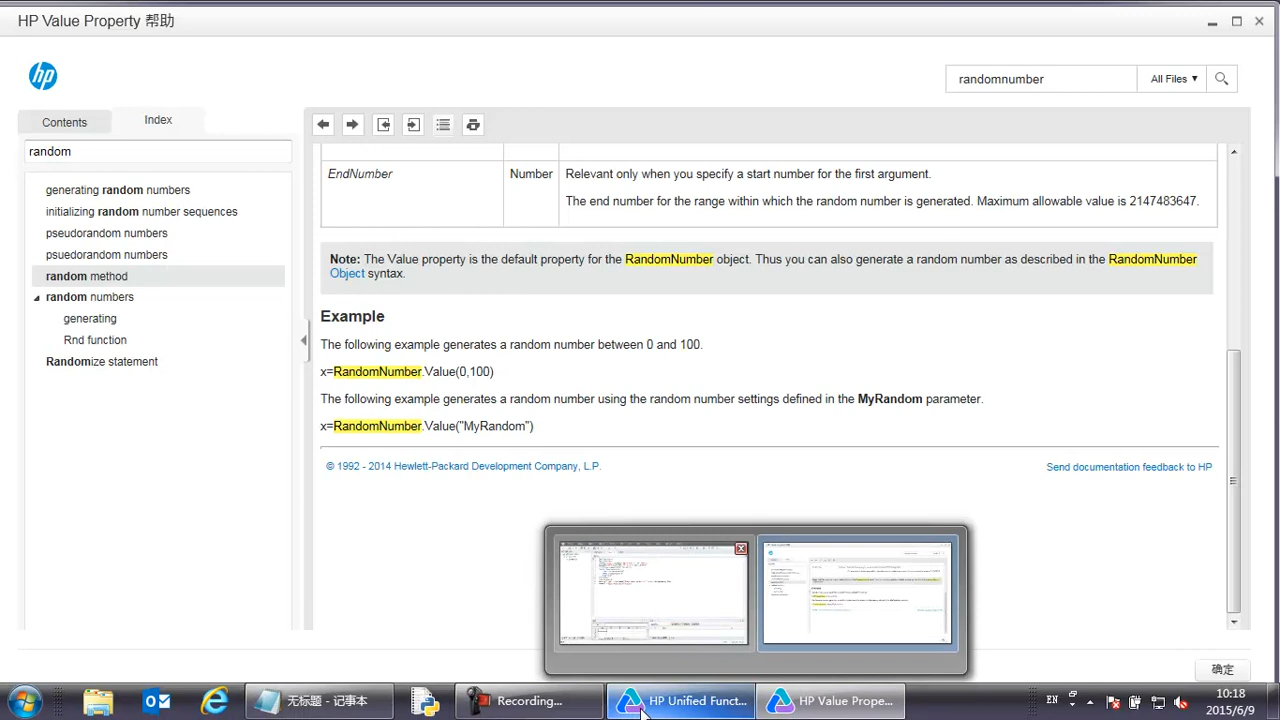 HP Value Property 帮助
hp
randomnumber
All Files ▼
Contents
Index
random
generating random numbers
initializing random number sequences
pseudorandom numbers
psuedorandom numbers
random method
random numbers
generating
Rnd function
Randomize statement
EndNumber
Number
Relevant only when you specify a start number for the first argument.
The end number for the range within which the random number is generated. Maximum allowable value is 2147483647.
Note: The Value property is the default property for the RandomNumber object. Thus you can also generate a random number as described in the RandomNumber
Object syntax.
Example
The following example generates a random number between 0 and 100.
x=RandomNumber.Value(0,100)
The following example generates a random number using the random number settings defined in the MyRandom parameter.
x=RandomNumber.Value("MyRandom")
© 1992 - 2014 Hewlett-Packard Development Company, L.P.
Send documentation feedback to HP
确定
无标题 - 记事本
Recording...
HP Unified Funct...
HP Value Prope...
EN
10:18
2015/6/9